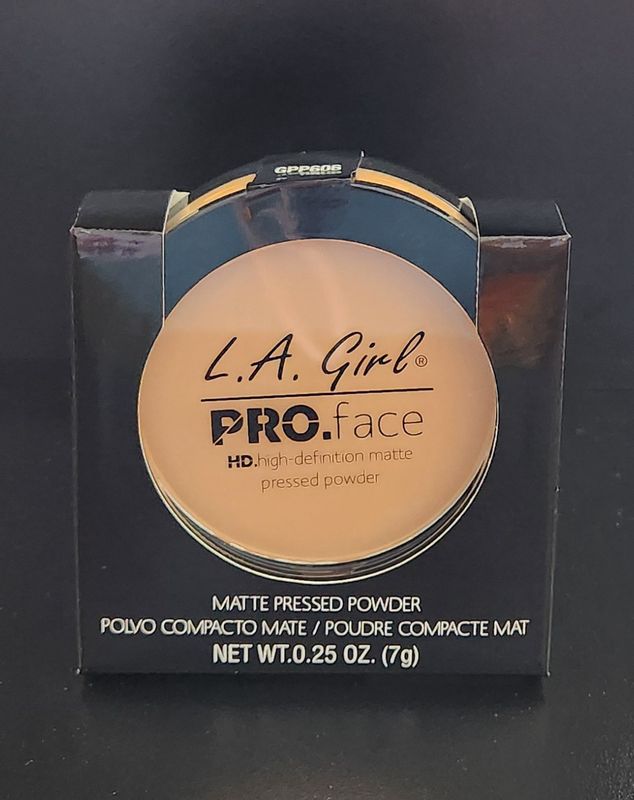 GPP606
L.A. Girl®
PRO.face
HD.high-definition matte
pressed powder
MATTE PRESSED POWDER
POLVO COMPACTO MATE / POUDRE COMPACTE MAT
NET WT.0.25 OZ. (7g)